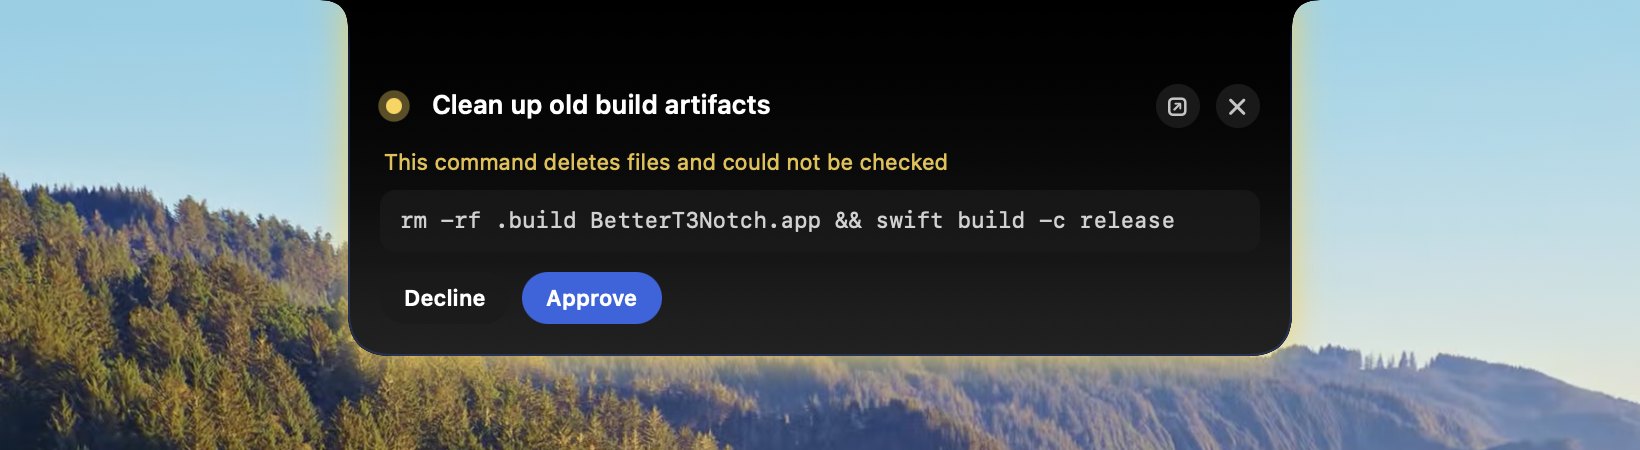 Clean up old build artifacts
This command deletes files and could not be checked
rm -rf .build BetterT3Notch.app && swift build -c release
Decline
Approve